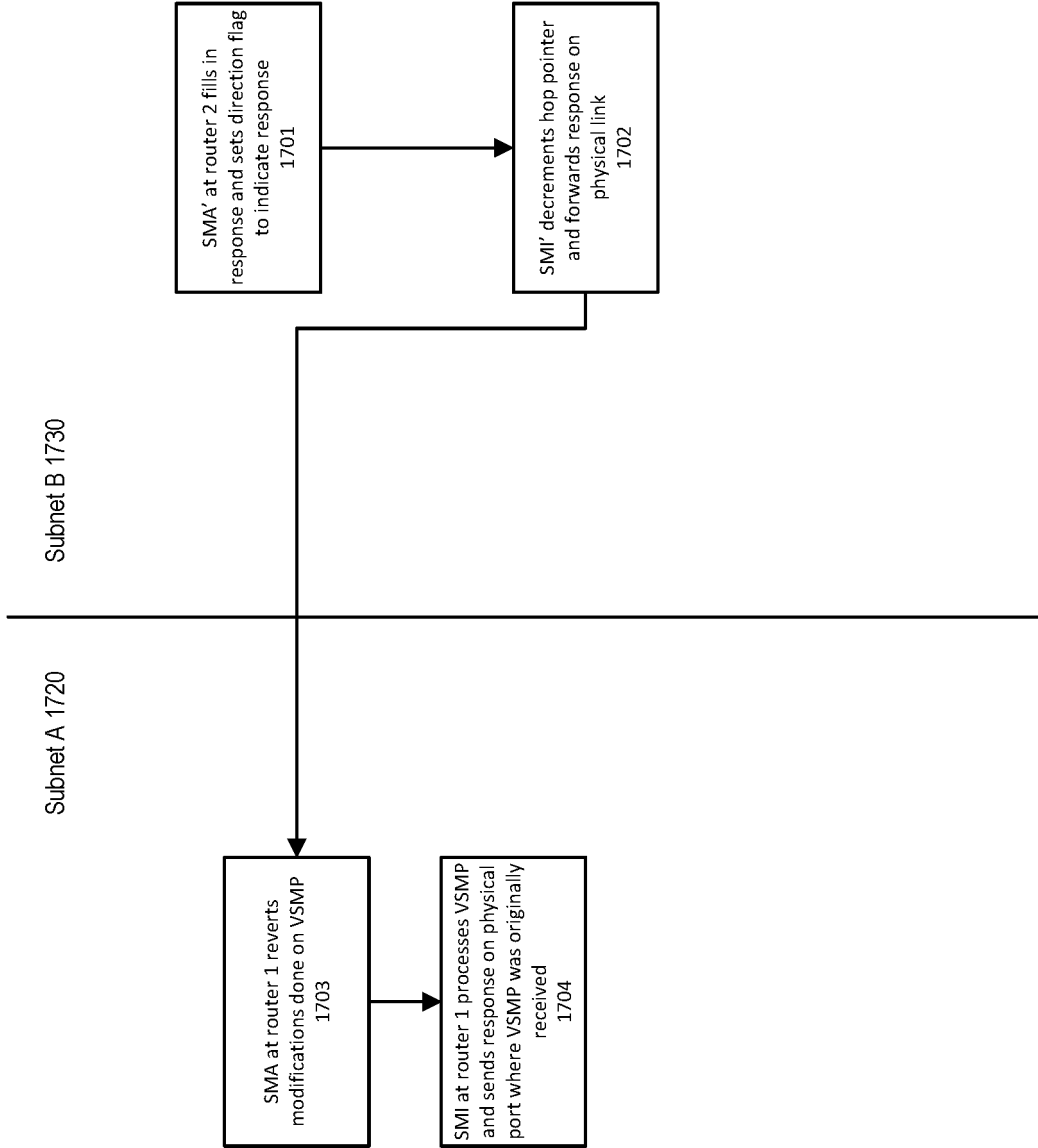 Subnet A 1720
Subnet B 1730
SMA’ at router 2 fills in
response and sets direction flag
to indicate response
1701
SMI’ decrements hop pointer
and forwards response on
physical link
1702
SMA at router 1 reverts
modifications done on VSMP
1703
SMI at router 1 processes VSMP
and sends response on physical
port where VSMP was originally
received
1704